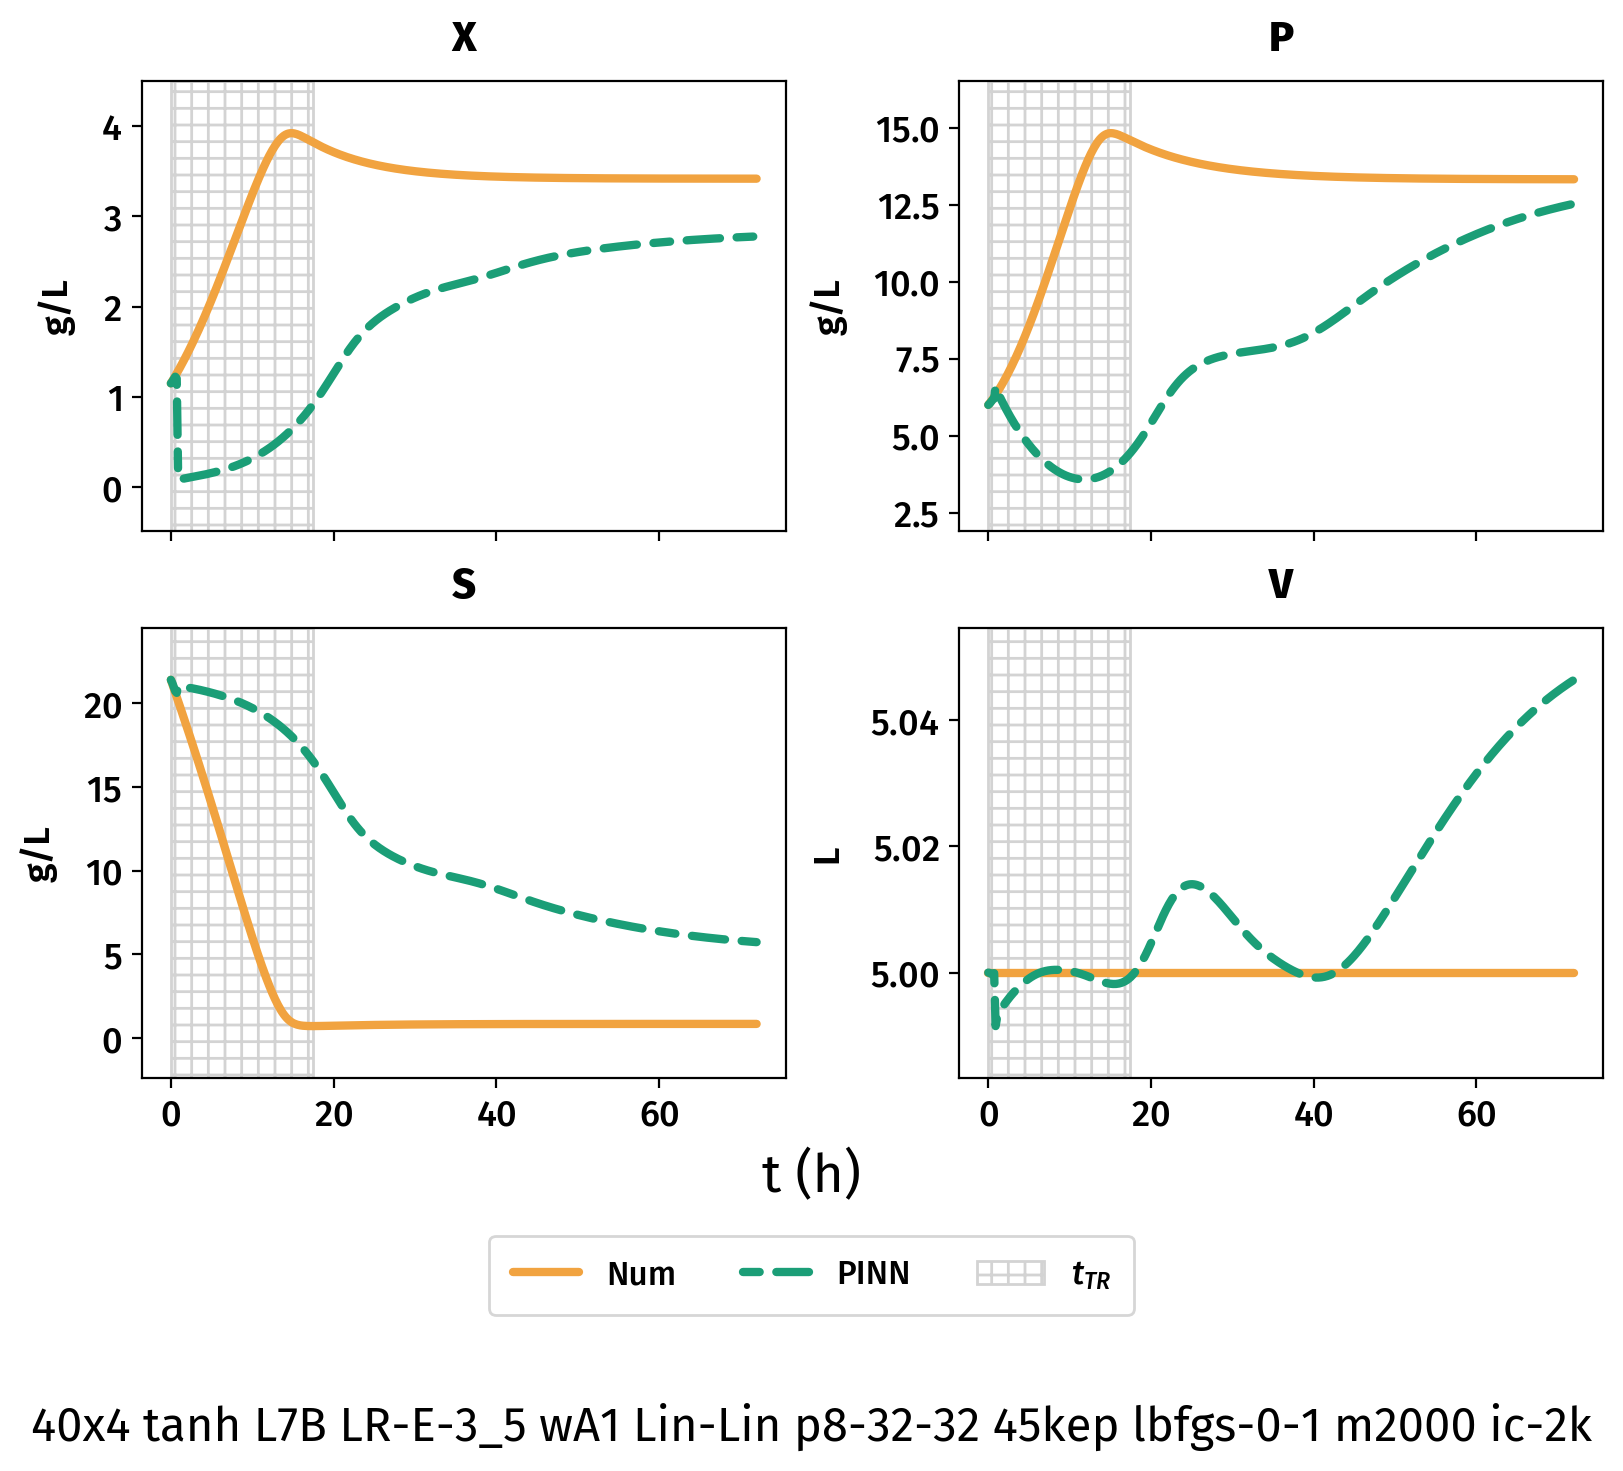 X
P
g/L
4
3
2
1
0
g/L
15.0
12.5
10.0
7.5
5.0
2.5
S
V
g/L
20
15
10
5
0
L
5.04
5.02
5.00
0 20 40 60
0 20 40 60
t (h)
Num PINN t_TR
40x4 tanh L7B LR-E-3_5 wA1 Lin-Lin p8-32-32 45kep lbfgs-0-1 m2000 ic-2k